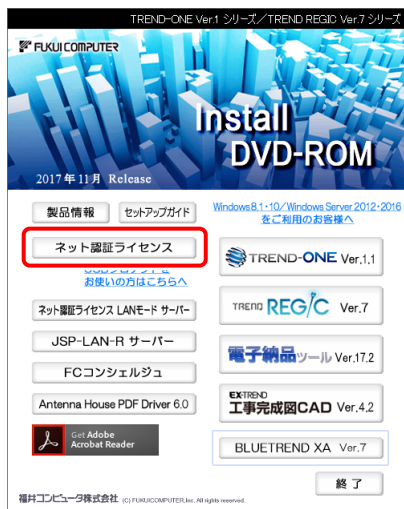 TREND-ONE Ver.1 シリーズ／TREND REGIC Ver.7 シリーズ
FUKUI COMPUTER
Install
DVD-ROM
2017年11月 Release
製品情報
セットアップガイド
Windows8.1・10／Windows Server 2012・2016
をご利用のお客様へ
ネット認証ライセンス
お使いの方はこちらへ
TREND-ONE Ver.1.1
ネット認証ライセンス LANモード サーバー
TREND REGIC Ver.7
JSP-LAN-R サーバー
電子納品ツール Ver.17.2
FCコンシェルジュ
EX-TREND
工事完成図CAD Ver.4.2
Antenna House PDF Driver 6.0
Get Adobe
Acrobat Reader
BLUETREND XA Ver.7
終了
福井コンピュータ株式会社 (C) FUKUICOMPUTER,Inc. All rights reserved.